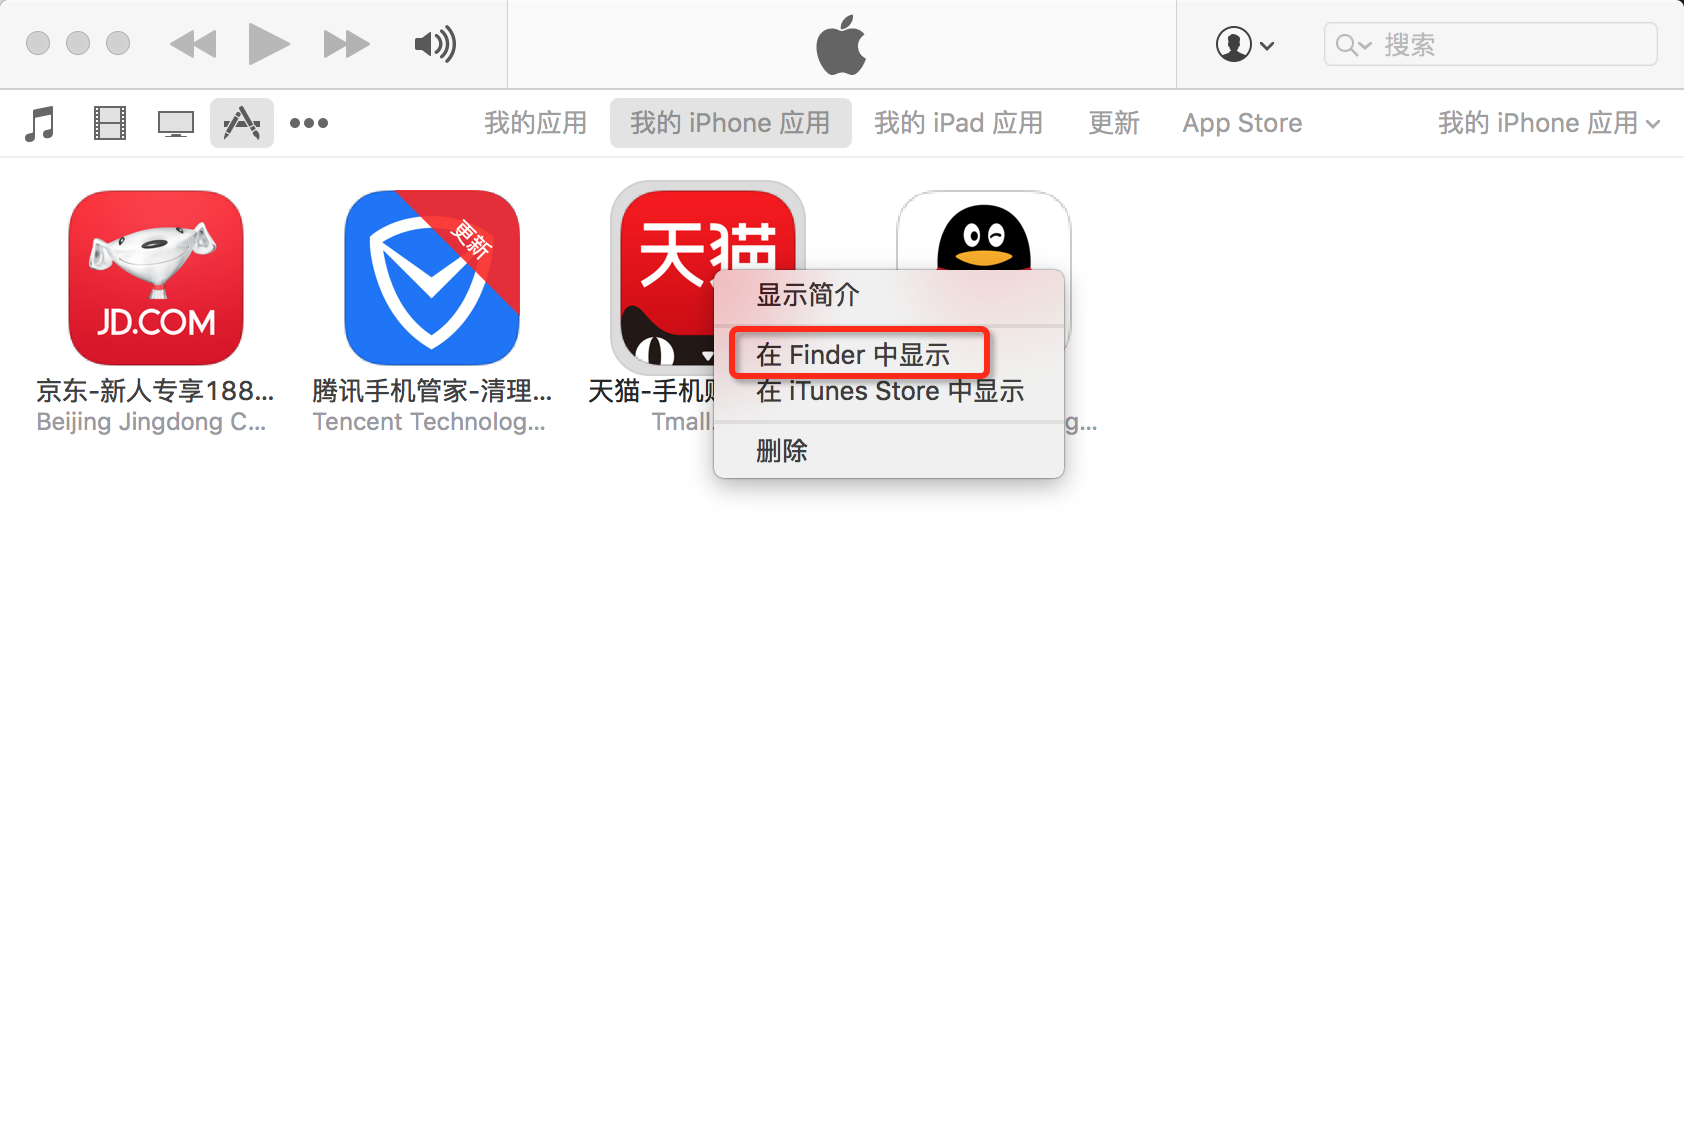 搜索
我的应用
我的 iPhone 应用
我的 iPad 应用
更新
App Store
我的 iPhone 应用
JD.COM
更新
天猫
京东-新人专享188...
Beijing Jingdong C...
腾讯手机管家-清理...
Tencent Technolog...
天猫-手机
Tmall.
g...
显示简介
在 Finder 中显示
在 iTunes Store 中显示
删除